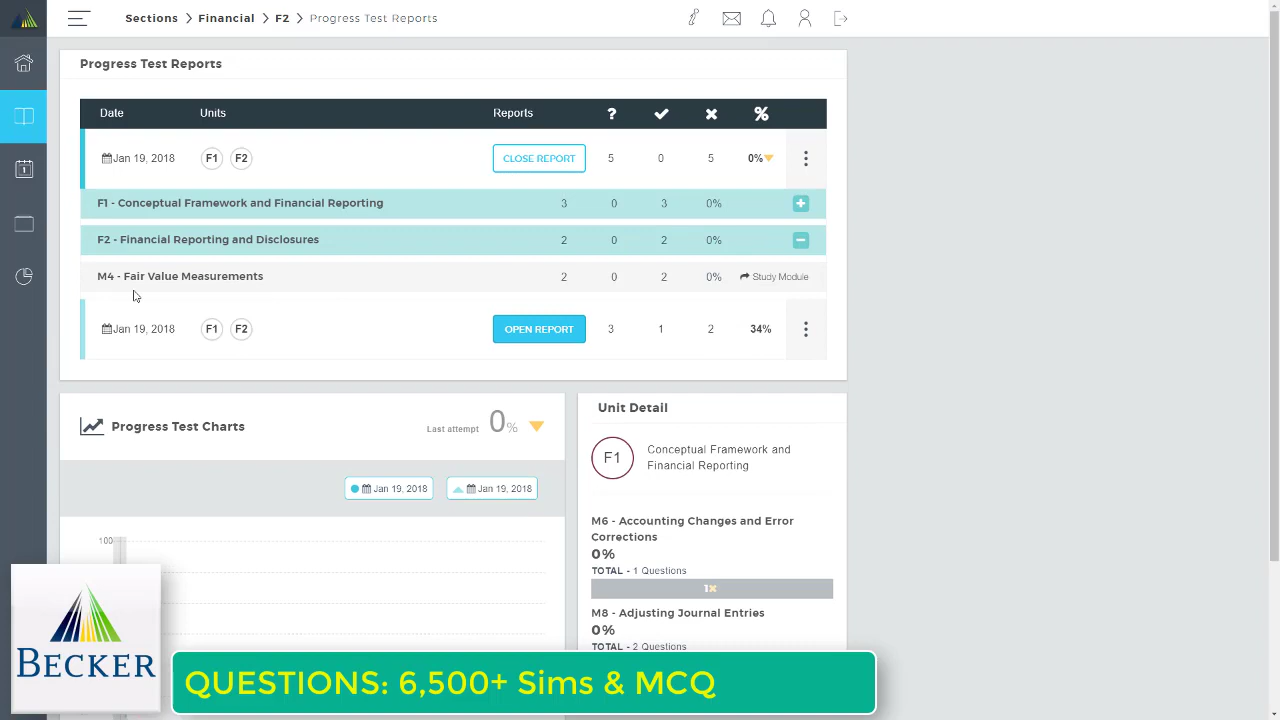 Sections > Financial > F2 > Progress Test Reports
Progress Test Reports
Date Units Reports ? ✓ ✕ %
Jan 19, 2018 F1 F2 CLOSE REPORT 5 0 5 0%
F1 - Conceptual Framework and Financial Reporting 3 0 3 0% +
F2 - Financial Reporting and Disclosures 2 0 2 0% −
M4 - Fair Value Measurements 2 0 2 0% Study Module
Jan 19, 2018 F1 F2 OPEN REPORT 3 1 2 34%
Progress Test Charts
Last attempt 0%
Jan 19, 2018 Jan 19, 2018
100
Unit Detail
F1
Conceptual Framework and
Financial Reporting
M6 - Accounting Changes and Error
Corrections
0%
TOTAL - 1 Questions
1✕
M8 - Adjusting Journal Entries
0%
TOTAL - 2 Questions
BECKER
QUESTIONS: 6,500+ Sims & MCQ